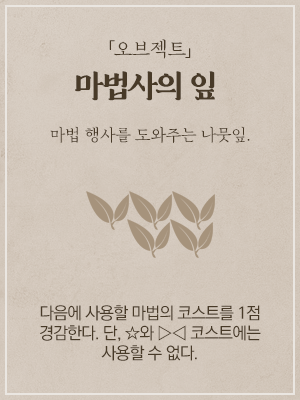 「오브젝트」
마법사의 잎
마법 행사를 도와주는 나뭇잎.
다음에 사용할 마법의 코스트를 1점
경감한다. 단, ☆와 ▷◁ 코스트에는
사용할 수 없다.